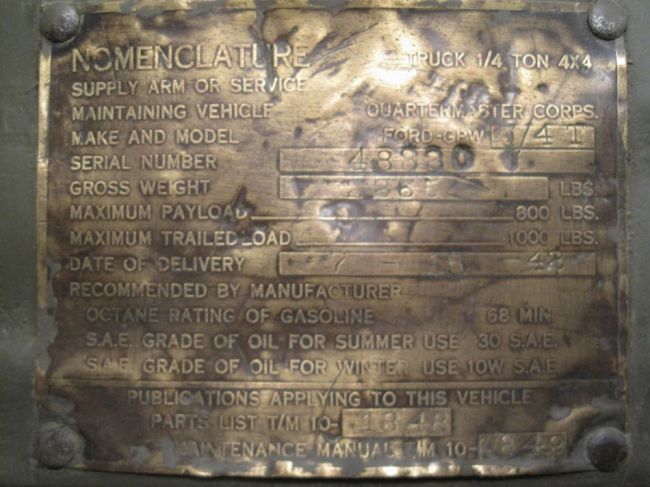 NOMENCLATURE TRUCK 1/4 TON 4X4
SUPPLY ARM OR SERVICE
MAINTAINING VEHICLE QUARTERMASTER CORPS.
MAKE AND MODEL FORD-GPW 1/4 T
SERIAL NUMBER 48330
GROSS WEIGHT LBS.
MAXIMUM PAYLOAD 800 LBS.
MAXIMUM TRAILED LOAD 1000 LBS.
DATE OF DELIVERY 7 - - 42
RECOMMENDED BY MANUFACTURER
OCTANE RATING OF GASOLINE 68 MIN
S.A.E. GRADE OF OIL FOR SUMMER USE 30 S.A.E.
S.A.E. GRADE OF OIL FOR WINTER USE 10W S.A.E.
PUBLICATIONS APPLYING TO THIS VEHICLE
PARTS LIST T/M 10-1348
MAINTENANCE MANUAL T/M 10-1349